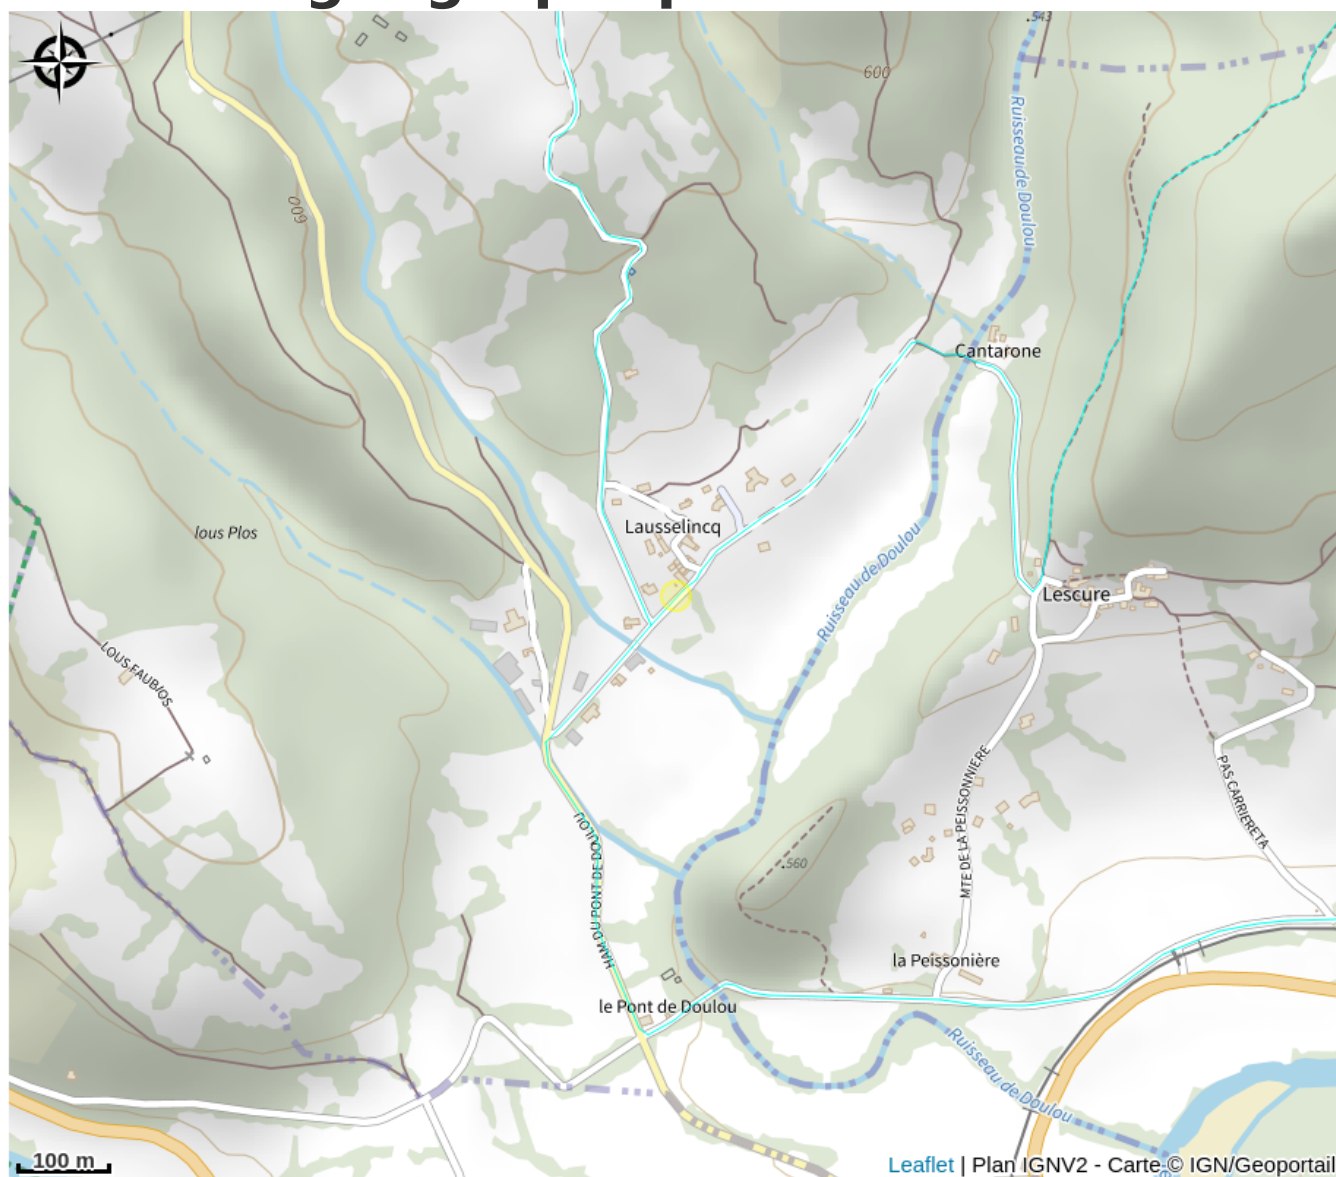 .543
600
Ruisseau de Doulou
600
Cantarone
Lausselincq
lous Plos
Ruisseau de Doulou
Lescure
LOUS FAUBIOS
MTE DE LA PEISSONNIERE
PAS CARRIERETA
HAM DU PONT DE DOULOU
.560
la Peissonière
le Pont de Doulou
Ruisseau de Doulou
100 m
Leaflet | Plan IGNV2 - Carte © IGN/Geoportail